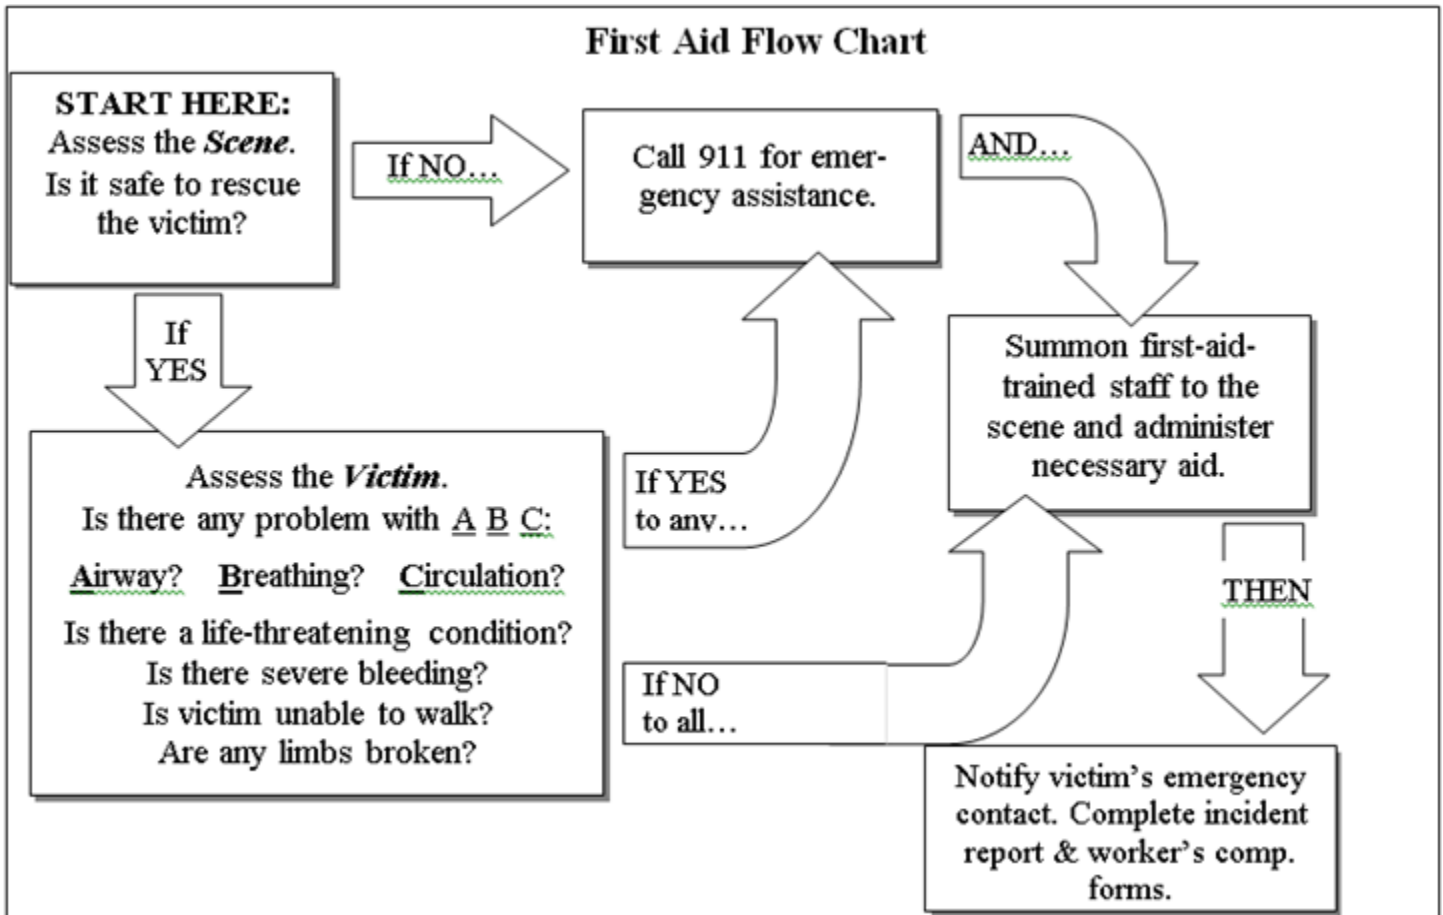 First Aid Flow Chart
START HERE:
Assess the Scene.
Is it safe to rescue
the victim?
If NO…
Call 911 for emer-
gency assistance.
AND…
If
YES
Assess the Victim.
Is there any problem with A B C:
Airway? Breathing? Circulation?
Is there a life-threatening condition?
Is there severe bleeding?
Is victim unable to walk?
Are any limbs broken?
If YES
to any…
If NO
to all…
Summon first-aid-
trained staff to the
scene and administer
necessary aid.
THEN
Notify victim’s emergency
contact. Complete incident
report & worker’s comp.
forms.